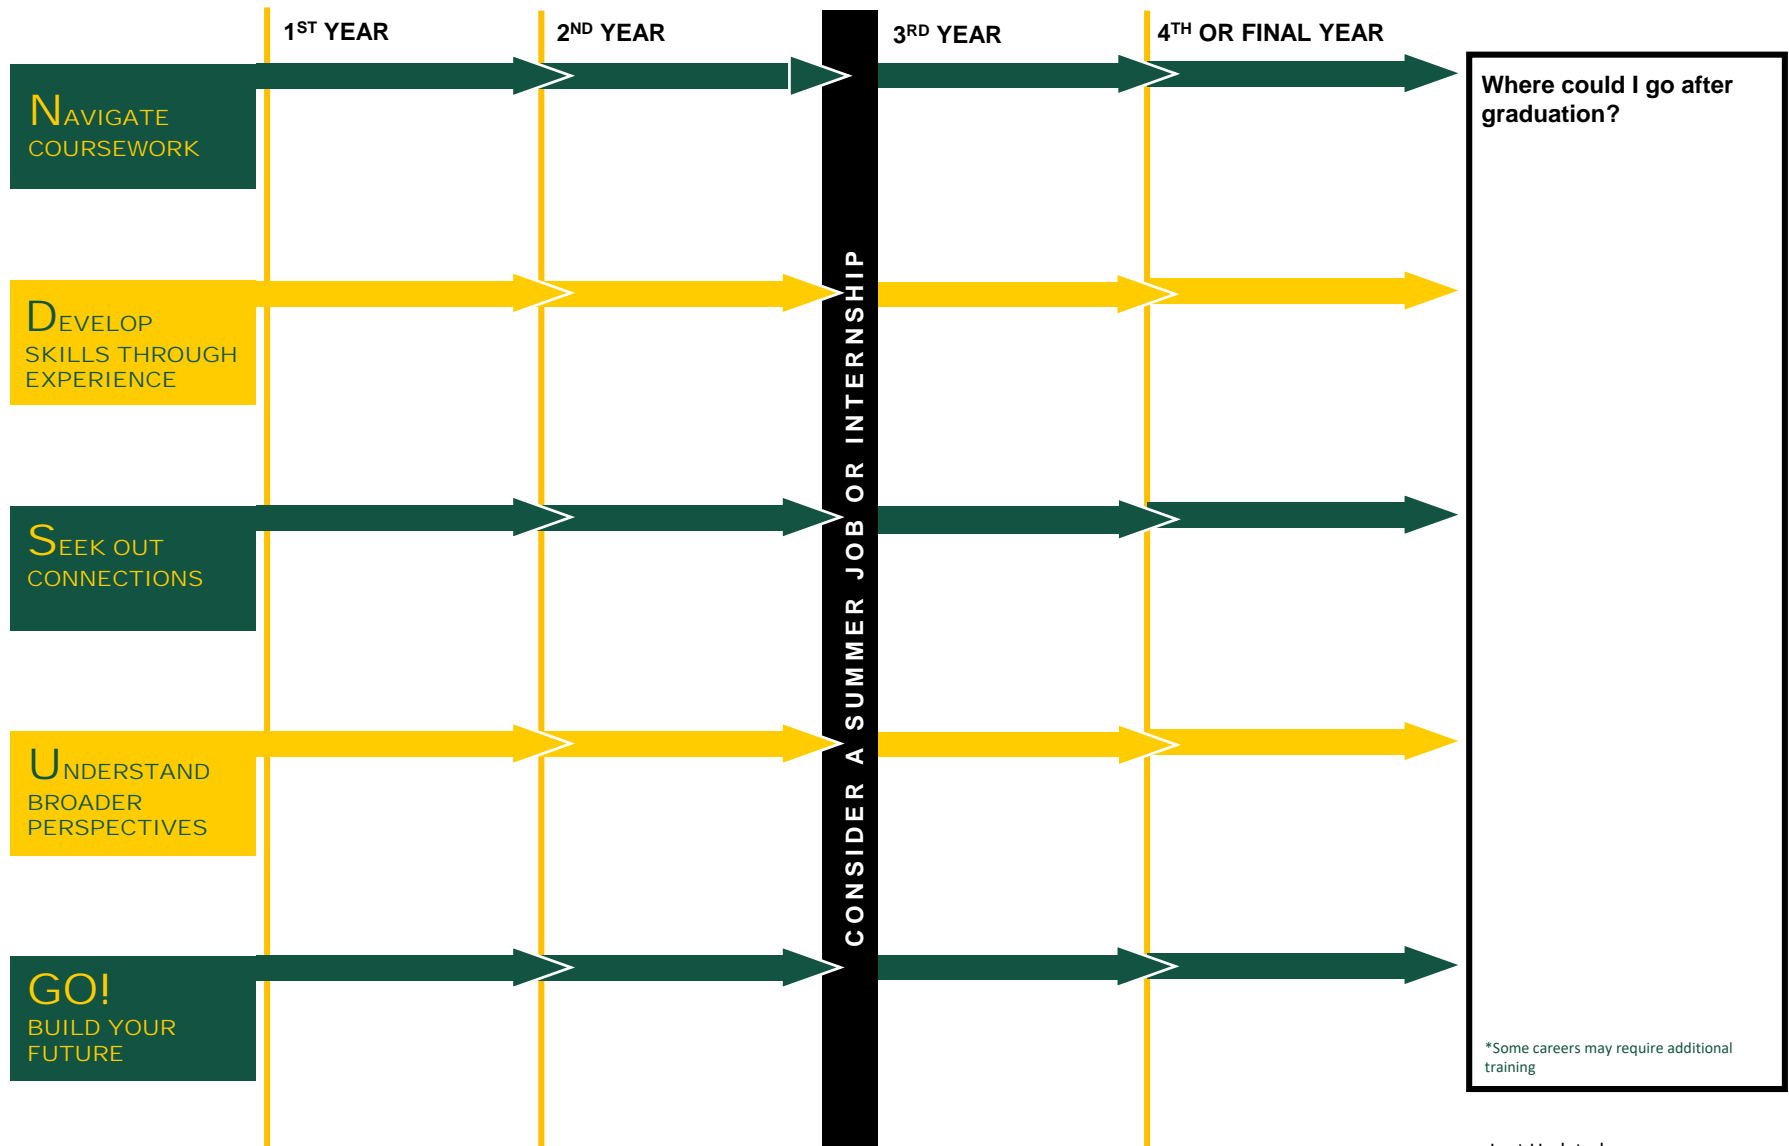 1ST YEAR
2ND YEAR
3RD YEAR
4TH OR FINAL YEAR
NAVIGATE
COURSEWORK
DEVELOP
SKILLS THROUGH
EXPERIENCE
SEEK OUT
CONNECTIONS
UNDERSTAND
BROADER
PERSPECTIVES
GO!
BUILD YOUR
FUTURE
CONSIDER A SUMMER JOB OR INTERNSHIP
Where could I go after
graduation?
*Some careers may require additional
training